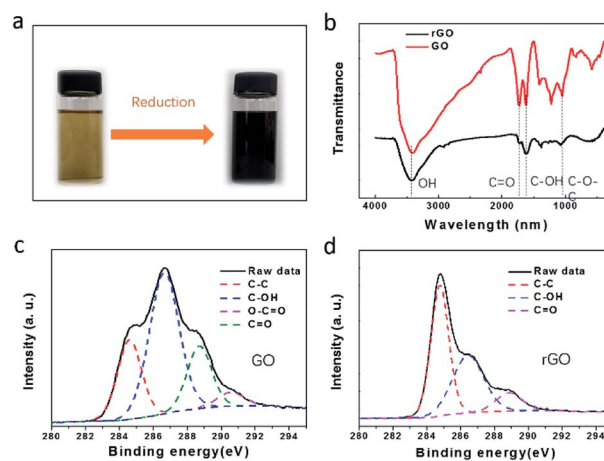 a
Reduction
b
rGO
GO
Transmittance
OH
C=O
C-OH
C-O-
C
4000 3000 2000 1000
Wavelength (nm)
c
Raw data
C-C
C-OH
O-C=O
C=O
GO
Intensity (a. u.)
280 282 284 286 288 290 292 294
Binding energy(eV)
d
Raw data
C-C
C-OH
C=O
rGO
Intensity (a. u.)
280 282 284 286 288 290 292 294
Binding energy(eV)